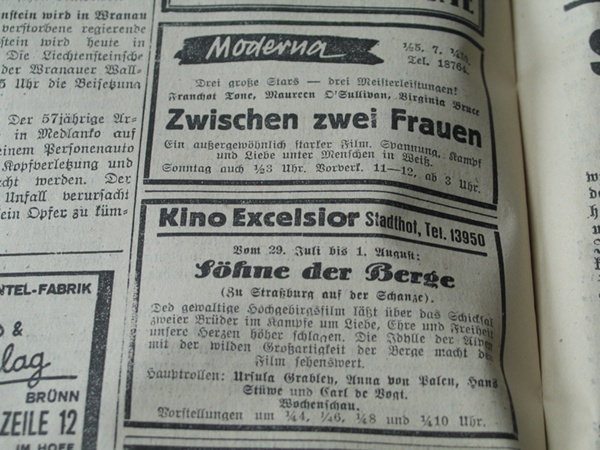 nstein wird in Wranau
verstorbene regierende
stein wird heute in
Die Liechtensteinsche
der Wranauer Wall-
5 Uhr die Beisetzung
Der 57jährige Ar-
in Medlanko auf
einem Personenauto
Kopfverletzung und
cht werden. Der
Unfall verursacht
ein Opfer zu küm-
NTEL-FABRIK
&
lag
BRÜNN
ZEILE 12
IM HOFE
Moderna
Tel. 18764.
Drei große Stars — drei Meisterleistungen!
Franchot Tone, Maureen O'Sullivan, Virginia Bruce
Zwischen zwei Frauen
Ein außergewöhnlich starker Film. Spannung, Kampf
und Liebe unter Menschen in Weiß.
Sonntag auch ½3 Uhr. Vorverk. 11—12, ab 3 Uhr.
Kino Excelsior Stadthof, Tel. 13950
Vom 29. Juli bis 1. August:
Söhne der Berge
(Zu Straßburg auf der Schanze).
Ded gewaltige Hochgebirgsfilm läßt über das Schicksal
zweier Brüder im Kampfe um Liebe, Ehre und Freiheit
unsere Herzen höher schlagen. Die Idylle der Almen
mit der wilden Großartigkeit der Berge macht den
Film sehenswert.
Hauptrollen: Ursula Grabley, Anna von Palen, Hans
Stüwe und Carl de Vogt.
Wochenschau.
Vorstellungen um ¼4, ¼6, ¼8 und ¼10 Uhr.